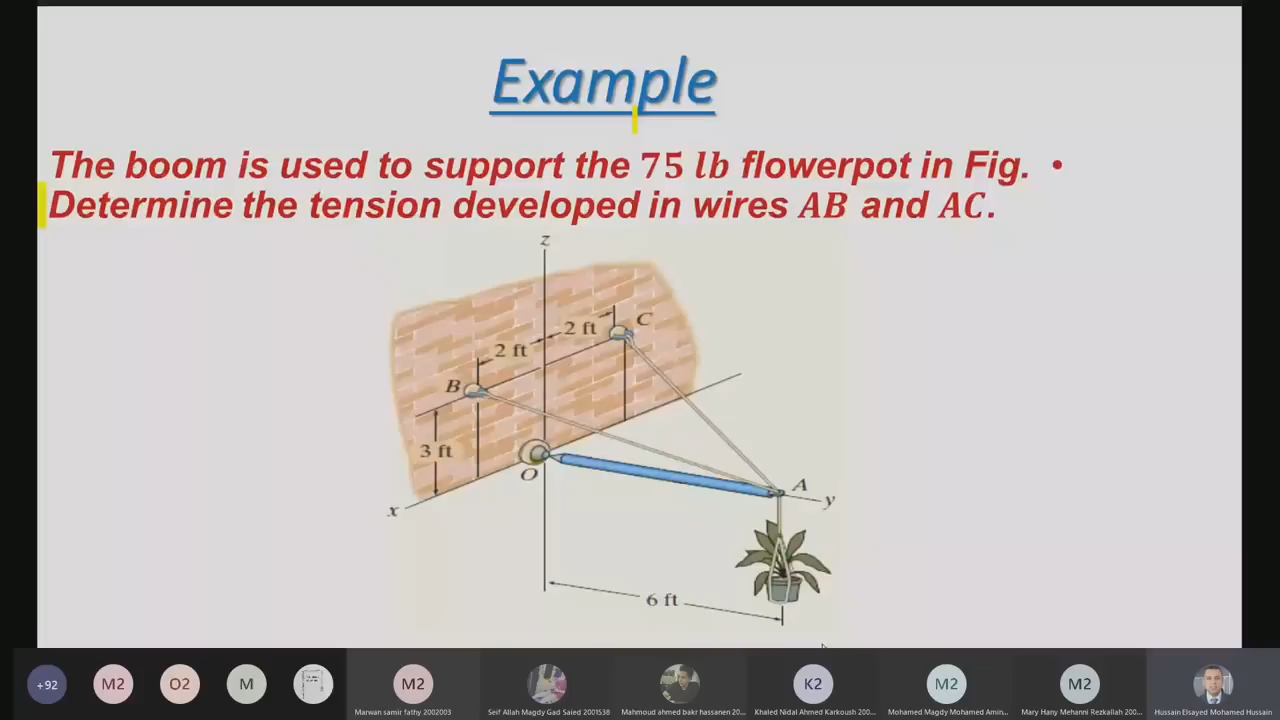 Example
The boom is used to support the 75 lb flowerpot in Fig. •
Determine the tension developed in wires AB and AC.
z
2 ft
C
2 ft
B
3 ft
O
A
x
y
6 ft
+92
M2
O2
M
M2
K2
M2
M2
Marwan samir fathy 2002003
Seif Allah Magdy Gad Saied 2001538
Mahmoud ahmed bakr hassanen 20...
Khaled Nidal Ahmed Karkoush 200...
Mohamed Magdy Mohamed Amin...
Mary Hany Mehanni Rezkallah 200...
Hussain Elsayed Mohamed Hussain